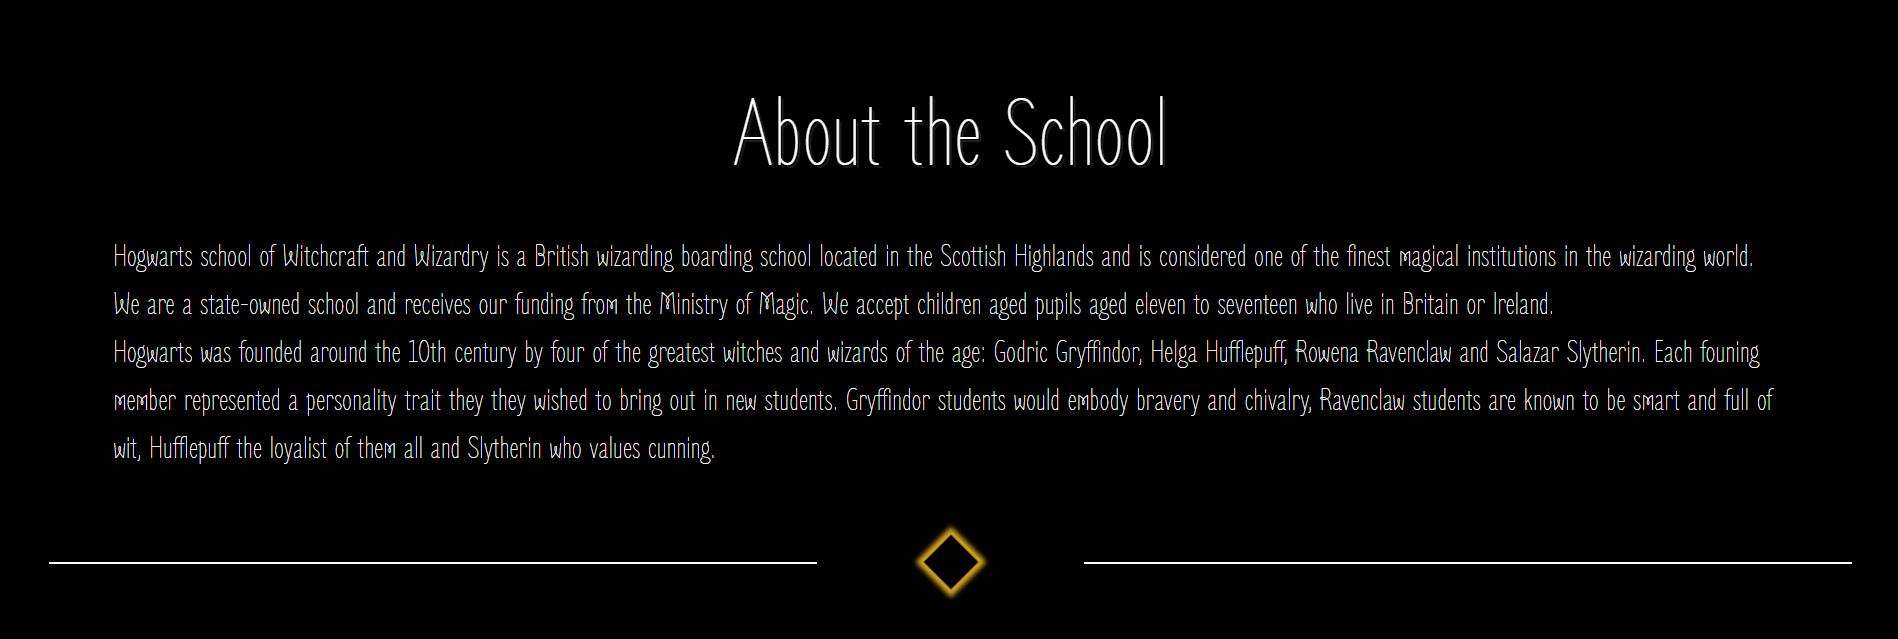 About the School
Hogwarts school of Witchcraft and Wizardry is a British wizarding boarding school located in the Scottish Highlands and is considered one of the finest magical institutions in the wizarding world.
We are a state-owned school and receives our funding from the Ministry of Magic. We accept children aged pupils aged eleven to seventeen who live in Britain or Ireland.
Hogwarts was founded around the 10th century by four of the greatest witches and wizards of the age: Godric Gryffindor, Helga Hufflepuff, Rowena Ravenclaw and Salazar Slytherin. Each founing
member represented a personality trait they they wished to bring out in new students. Gryffindor students would embody bravery and chivalry, Ravenclaw students are known to be smart and full of
wit, Hufflepuff the loyalist of them all and Slytherin who values cunning.